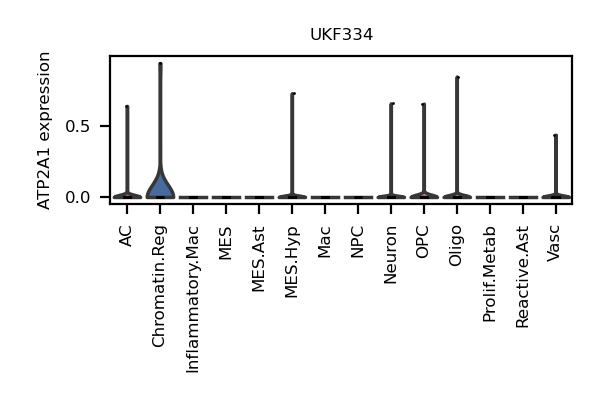 UKF334
ATP2A1 expression
0.5
0.0
AC
Chromatin.Reg
Inflammatory.Mac
MES
MES.Ast
MES.Hyp
Mac
NPC
Neuron
OPC
Oligo
Prolif.Metab
Reactive.Ast
Vasc